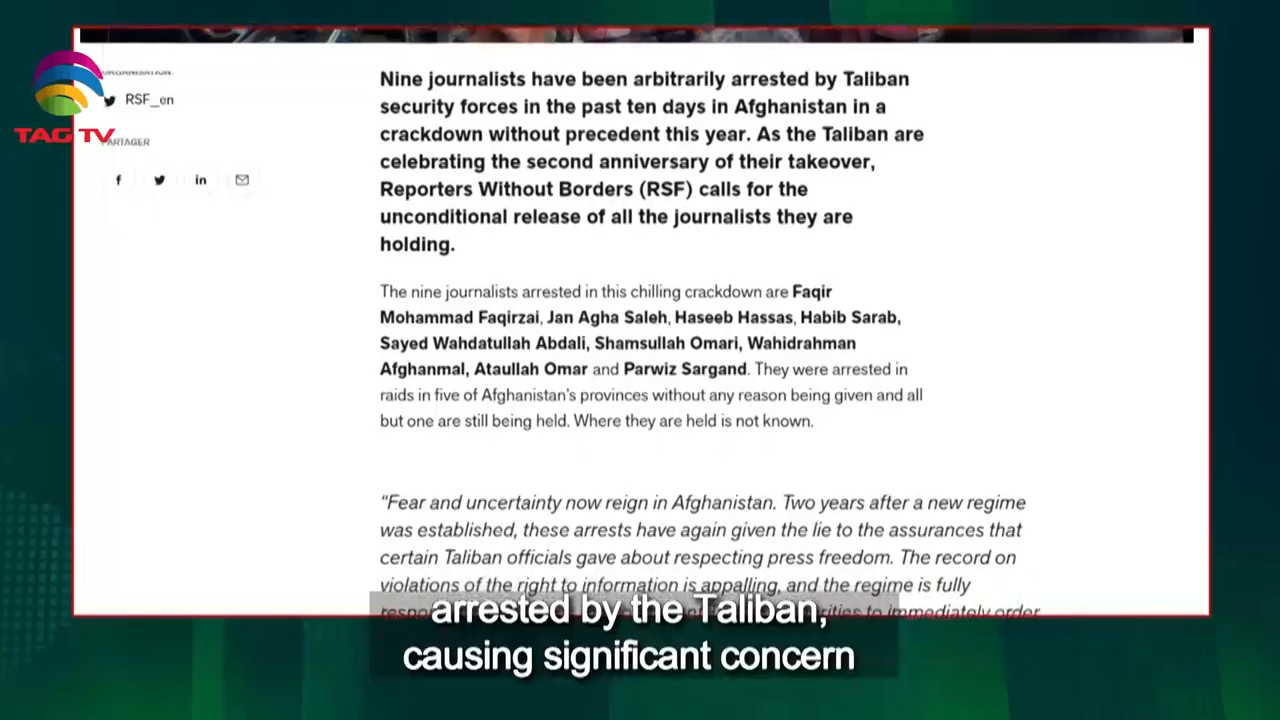 TAG TV
ORGANISATION
RSF_en
PARTAGER
Nine journalists have been arbitrarily arrested by Taliban
security forces in the past ten days in Afghanistan in a
crackdown without precedent this year. As the Taliban are
celebrating the second anniversary of their takeover,
Reporters Without Borders (RSF) calls for the
unconditional release of all the journalists they are
holding.
The nine journalists arrested in this chilling crackdown are Faqir
Mohammad Faqirzai, Jan Agha Saleh, Haseeb Hassas, Habib Sarab,
Sayed Wahdatullah Abdali, Shamsullah Omari, Wahidrahman
Afghanmal, Ataullah Omar and Parwiz Sargand. They were arrested in
raids in five of Afghanistan's provinces without any reason being given and all
but one are still being held. Where they are held is not known.
“Fear and uncertainty now reign in Afghanistan. Two years after a new regime
was established, these arrests have again given the lie to the assurances that
certain Taliban officials gave about respecting press freedom. The record on
violations of the right to information is appalling, and the regime is fully
to immediately order
arrested by the Taliban,
causing significant concern